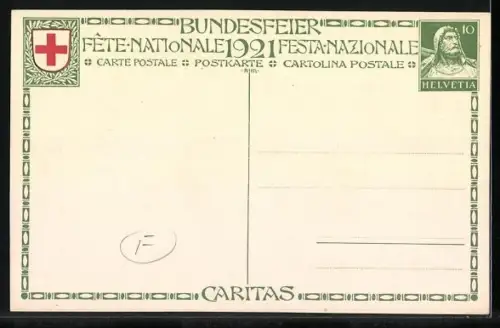 BUNDESFEIER
FÊTE·NATIONALE 1921 FESTA·NAZIONALE
CARTE POSTALE POSTKARTE CARTOLINA POSTALE
10
HELVETIA
F
CARITAS